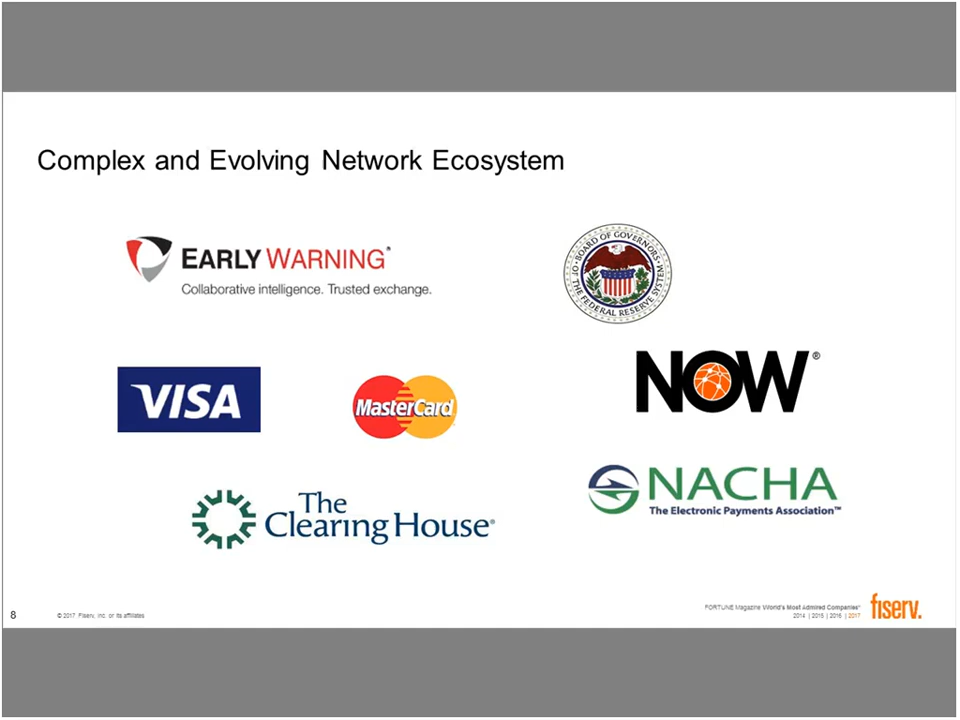 Complex and Evolving Network Ecosystem
EARLY WARNING®
Collaborative intelligence. Trusted exchange.
BOARD OF GOVERNORS
OF THE FEDERAL RESERVE SYSTEM
VISA
MasterCard
NOW®
The
Clearing House®
NACHA
The Electronic Payments Association™
8
© 2017 Fiserv, Inc. or its affiliates
FORTUNE Magazine World's Most Admired Companies®
2014 | 2015 | 2016 | 2017
fiserv.